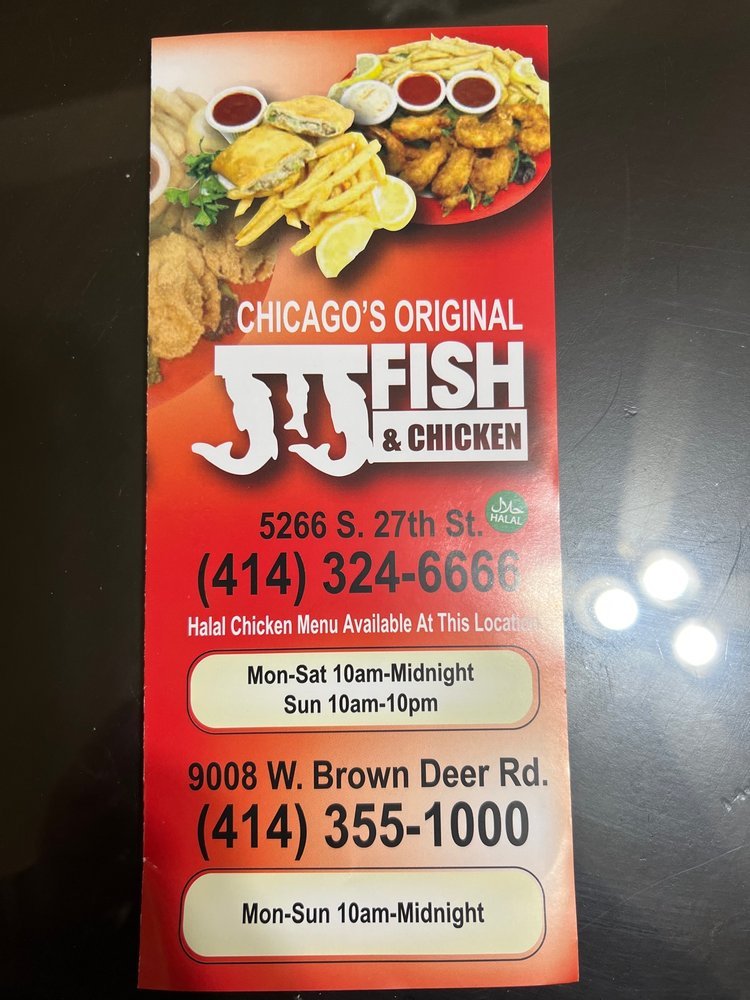 CHICAGO'S ORIGINAL
JJ FISH
& CHICKEN
حلال
HALAL
5266 S. 27th St.
(414) 324-6666
Halal Chicken Menu Available At This Location
Mon-Sat 10am-Midnight
Sun 10am-10pm
9008 W. Brown Deer Rd.
(414) 355-1000
Mon-Sun 10am-Midnight